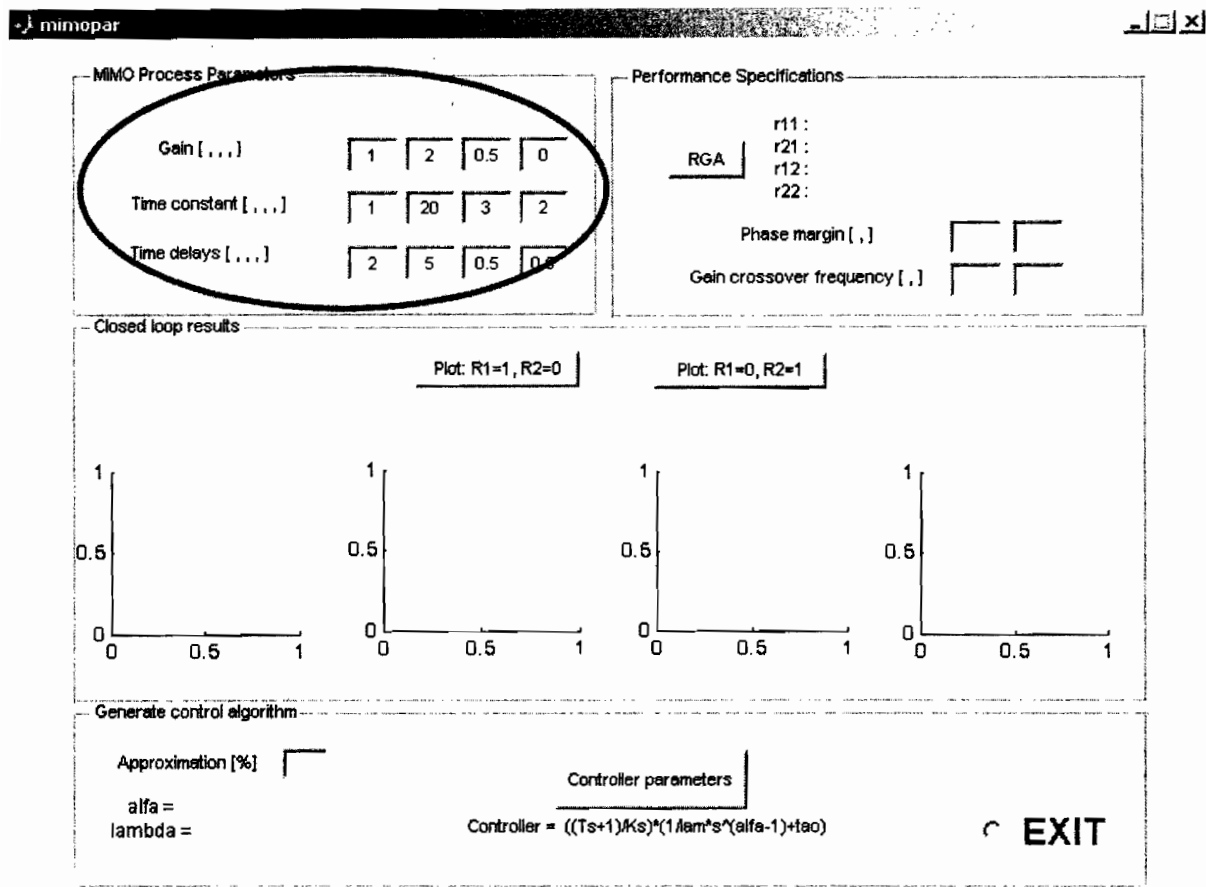 mimopar
MIMO Process Parameters
Gain [ , , , ] 1 2 0.5 0
Time constant [ , , , ] 1 20 3 2
Time delays [ , , , ] 2 5 0.5
Performance Specifications
RGA
r11 :
r21 :
r12 :
r22 :
Phase margin [ , ]
Gain crossover frequency [ , ]
Closed loop results
Plot: R1=1, R2=0
Plot: R1=0, R2=1
1
0.5
0
0 0.5 1
1
0.5
0
0 0.5 1
1
0.5
0
0 0.5 1
1
0.5
0
0 0.5 1
Generate control algorithm
Approximation [%]
alfa =
lambda =
Controller parameters
Controller = ((Ts+1)/Ks)*(1/lam*s^(alfa-1)+tao)
EXIT